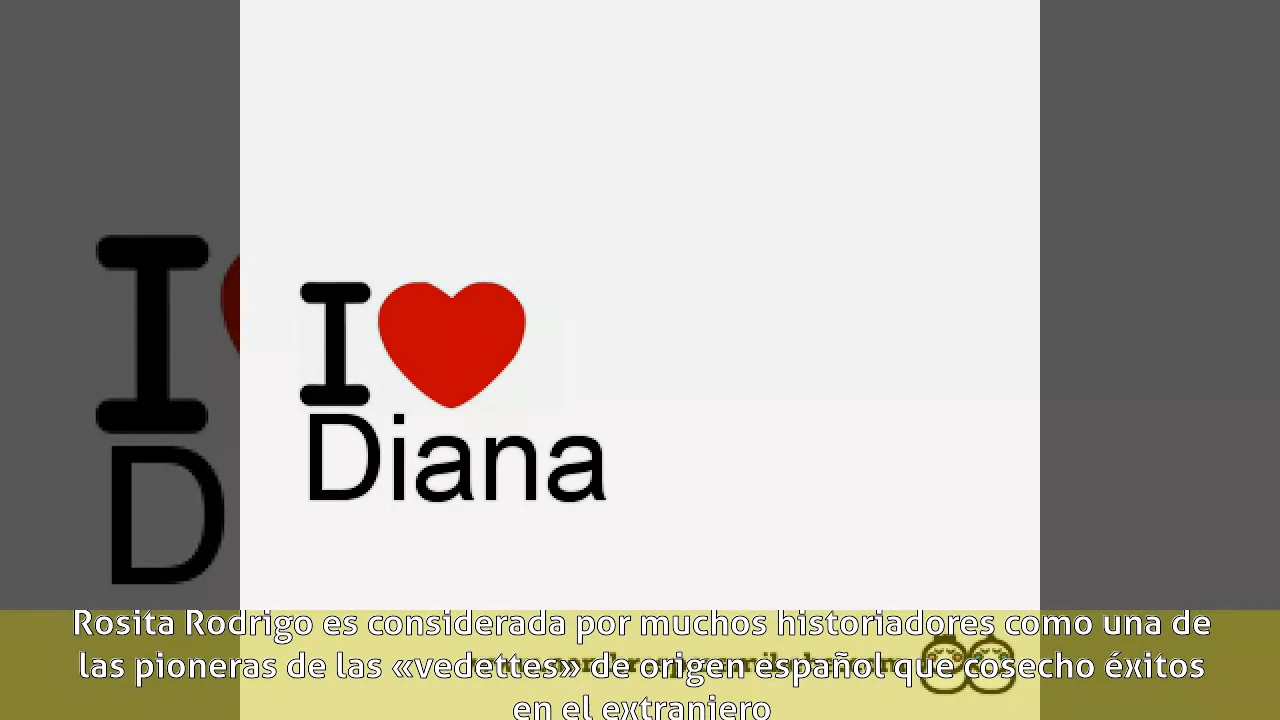 I
Diana
I
D
Rosita Rodrigo es considerada por muchos historiadores como una de
las pioneras de las «vedettes» de origen español que cosecho éxitos
en el extranjero